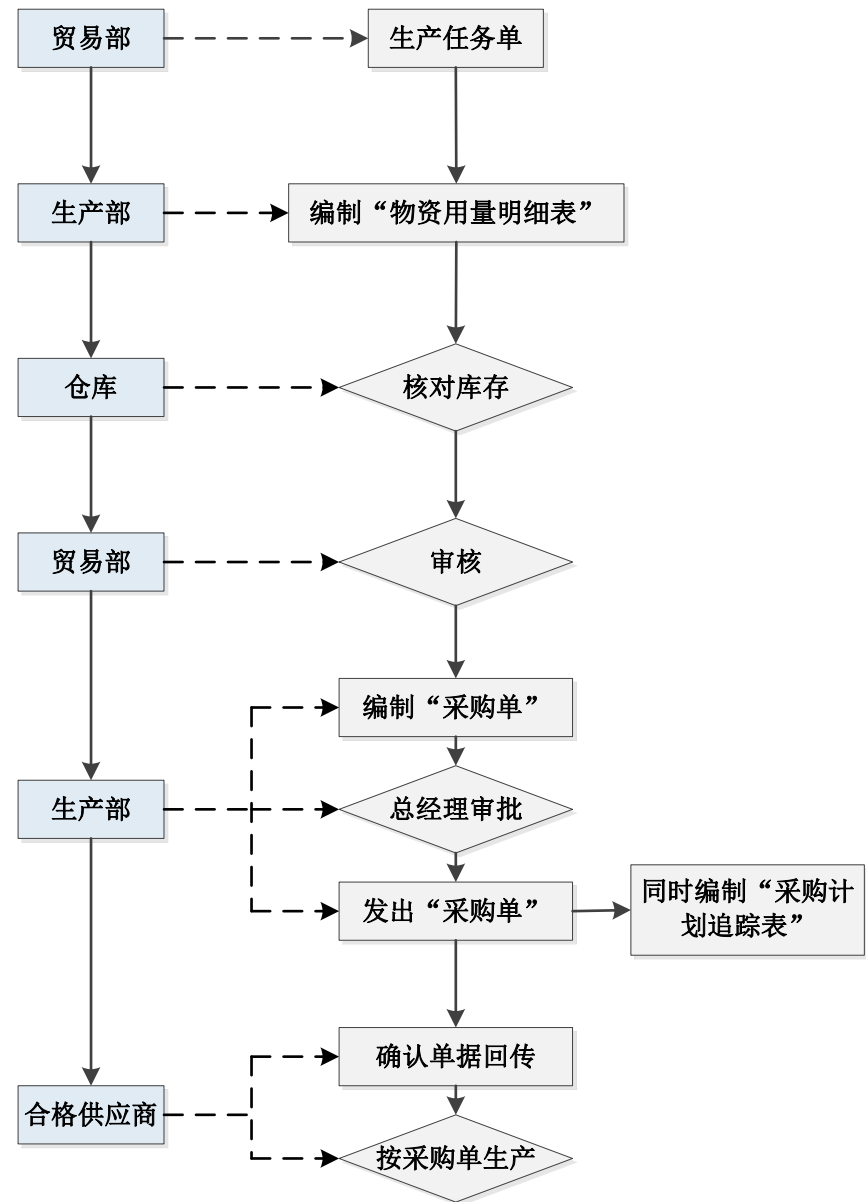 贸易部
生产任务单
生产部
编制“物资用量明细表”
仓库
核对库存
贸易部
审核
编制“采购单”
生产部
总经理审批
发出“采购单”
同时编制“采购计
划追踪表”
确认单据回传
合格供应商
按采购单生产